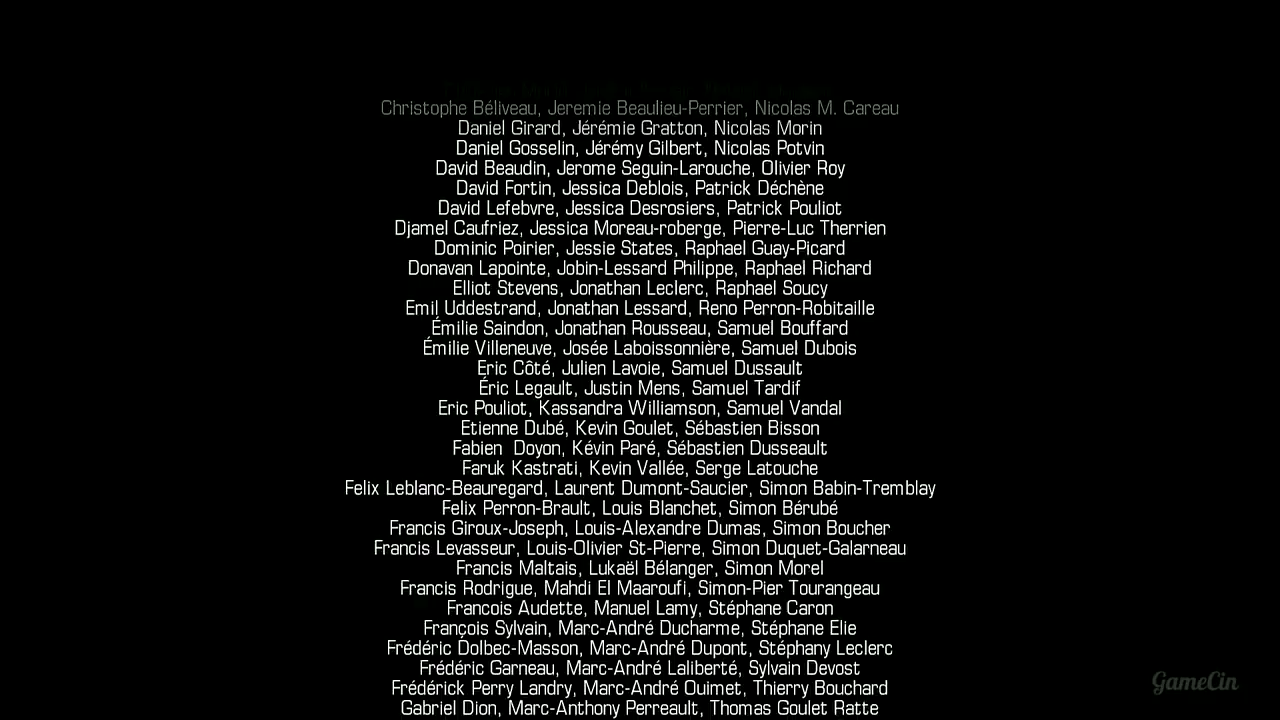 Christophe Béliveau, Jeremie Beaulieu-Perrier, Nicolas M. Careau
Daniel Girard, Jérémie Gratton, Nicolas Morin
Daniel Gosselin, Jérémy Gilbert, Nicolas Potvin
David Beaudin, Jerome Seguin-Larouche, Olivier Roy
David Fortin, Jessica Deblois, Patrick Déchène
David Lefebvre, Jessica Desrosiers, Patrick Pouliot
Djamel Caufriez, Jessica Moreau-roberge, Pierre-Luc Therrien
Dominic Poirier, Jessie States, Raphael Guay-Picard
Donavan Lapointe, Jobin-Lessard Philippe, Raphael Richard
Elliot Stevens, Jonathan Leclerc, Raphael Soucy
Emil Uddestrand, Jonathan Lessard, Reno Perron-Robitaille
Émilie Saindon, Jonathan Rousseau, Samuel Bouffard
Émilie Villeneuve, Josée Laboissonnière, Samuel Dubois
Eric Côté, Julien Lavoie, Samuel Dussault
Éric Legault, Justin Mens, Samuel Tardif
Eric Pouliot, Kassandra Williamson, Samuel Vandal
Etienne Dubé, Kevin Goulet, Sébastien Bisson
Fabien  Doyon, Kévin Paré, Sébastien Dusseault
Faruk Kastrati, Kevin Vallée, Serge Latouche
Felix Leblanc-Beauregard, Laurent Dumont-Saucier, Simon Babin-Tremblay
Felix Perron-Brault, Louis Blanchet, Simon Bérubé
Francis Giroux-Joseph, Louis-Alexandre Dumas, Simon Boucher
Francis Levasseur, Louis-Olivier St-Pierre, Simon Duquet-Galarneau
Francis Maltais, Lukaël Bélanger, Simon Morel
Francis Rodrigue, Mahdi El Maaroufi, Simon-Pier Tourangeau
Francois Audette, Manuel Lamy, Stéphane Caron
François Sylvain, Marc-André Ducharme, Stéphane Elie
Frédéric Dolbec-Masson, Marc-André Dupont, Stéphany Leclerc
Frédéric Garneau, Marc-André Laliberté, Sylvain Devost
Frédérick Perry Landry, Marc-André Ouimet, Thierry Bouchard
Gabriel Dion, Marc-Anthony Perreault, Thomas Goulet Ratte
GameCin